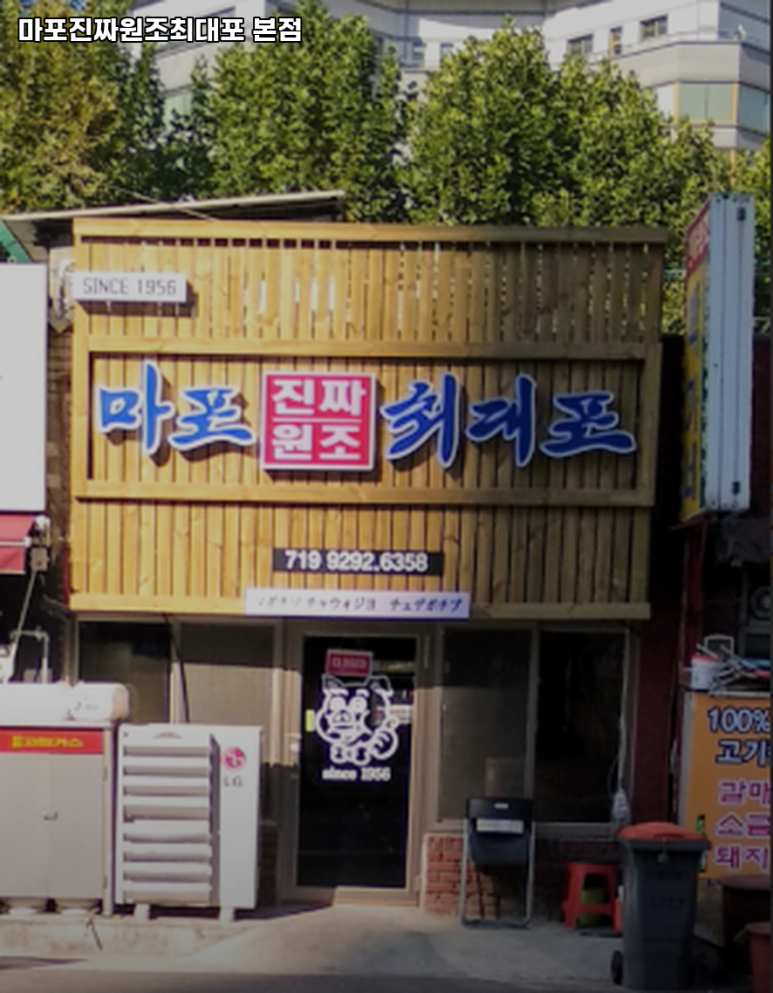 마포진짜원조최대포 본점
SINCE 1956
마포 진짜 원조 최대포
719 9292.6358
CLOSED
since 1956
LG
100%
고기
갈매
소금
돼지